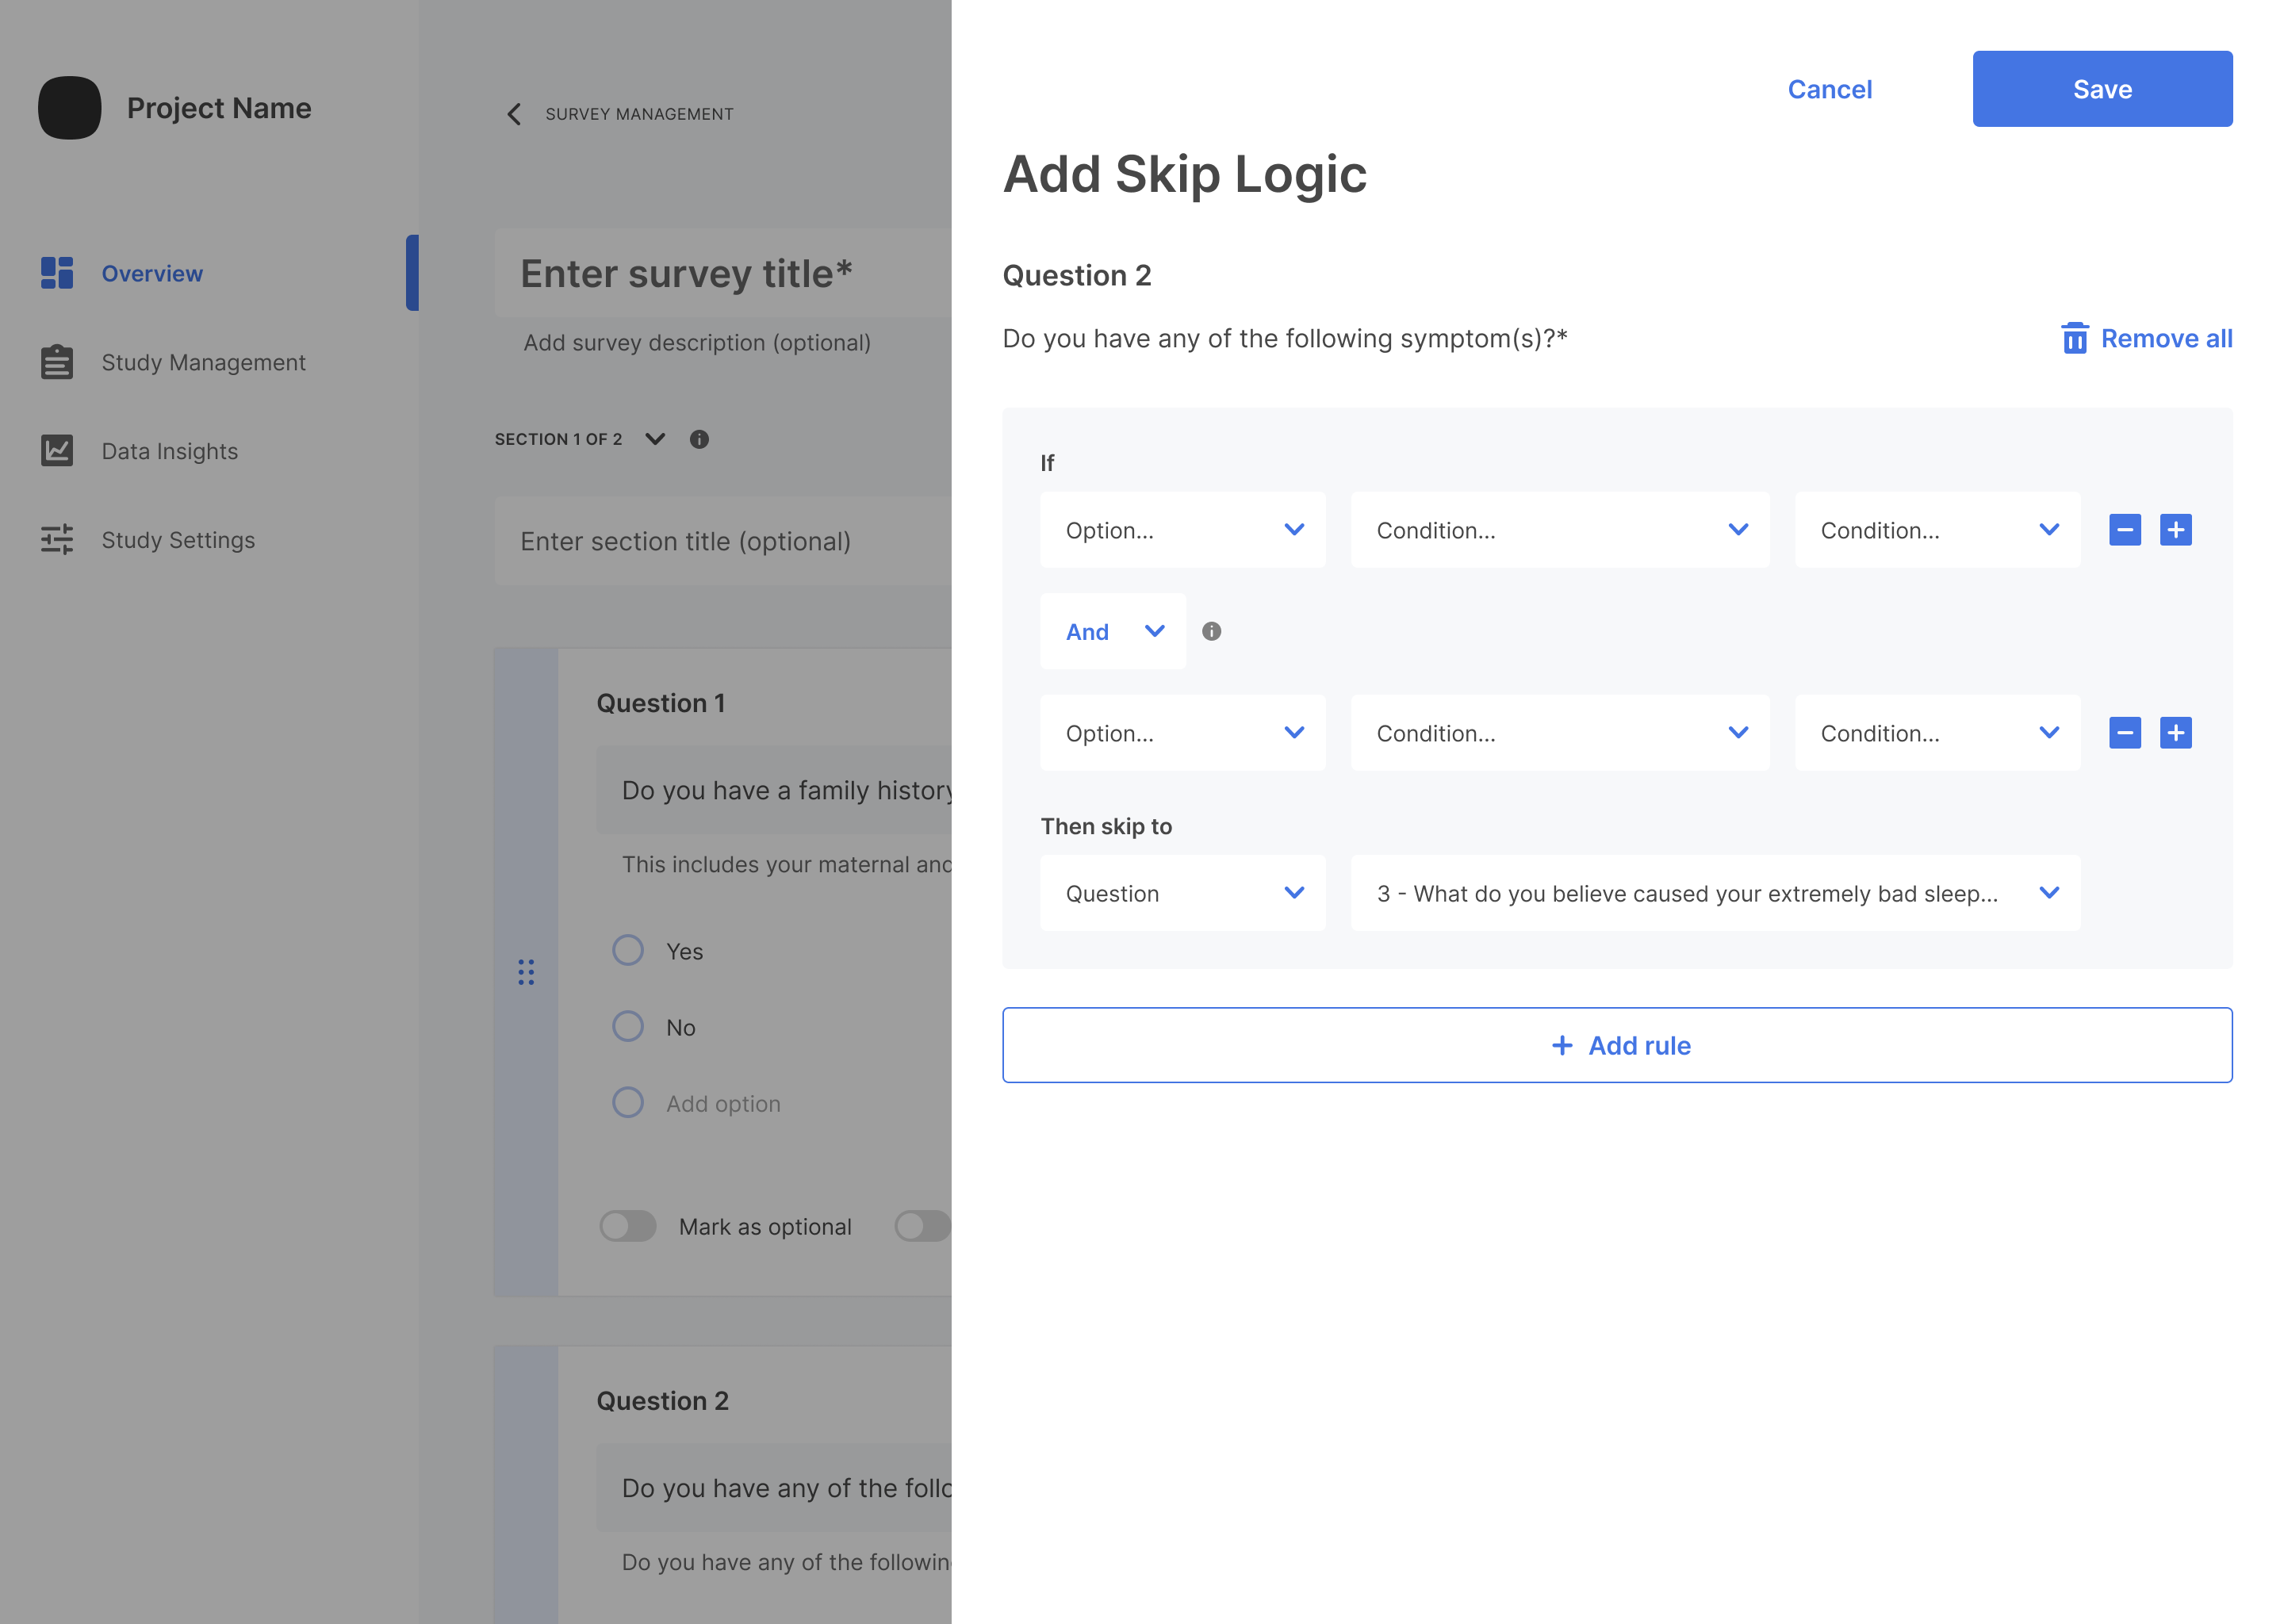 Project Name
Overview
Study Management
Data Insights
Study Settings
SURVEY MANAGEMENT
Enter survey title*
Add survey description (optional)
SECTION 1 OF 2
Enter section title (optional)
Question 1
Do you have a family history
This includes your maternal and
Yes
No
Add option
Mark as optional
Question 2
Do you have any of the follo
Do you have any of the followin
Cancel
Save
Add Skip Logic
Question 2
Do you have any of the following symptom(s)?*
Remove all
If
Option...
Condition...
Condition...
And
Option...
Condition...
Condition...
Then skip to
Question
3 - What do you believe caused your extremely bad sleep...
+ Add rule